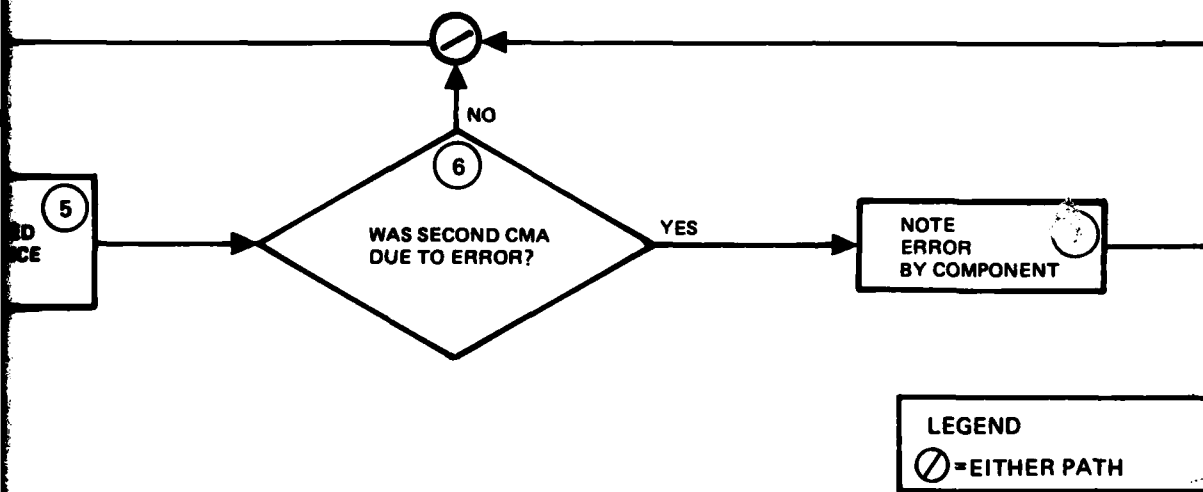 NO
6
5
WAS SECOND CMA
DUE TO ERROR?
YES
NOTE
ERROR
BY COMPONENT
LEGEND
=EITHER PATH